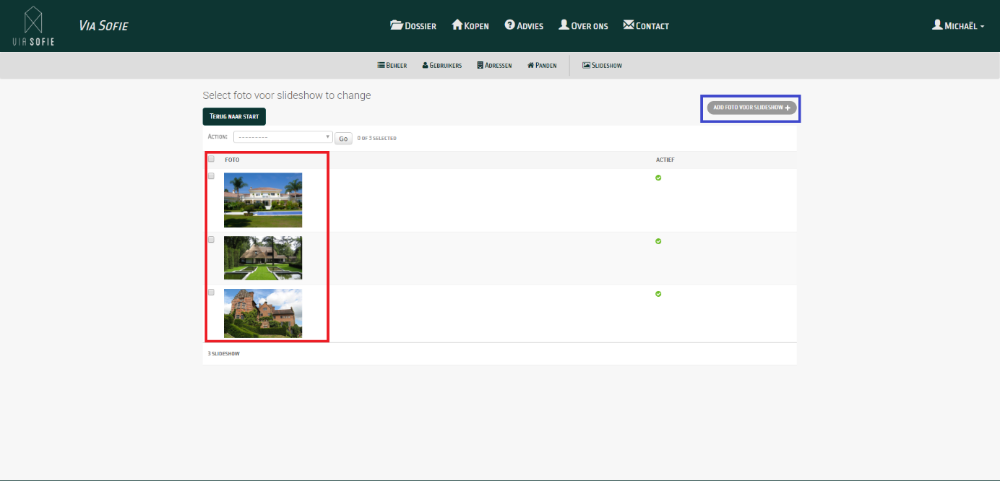 VIA SOFIE
Via Sofie
Dossier
Kopen
Advies
Over ons
Contact
Michaël
Beheer
Gebruikers
Adressen
Panden
Slideshow
Select foto voor slideshow to change
Terug naar start
ADD FOTO VOOR SLIDESHOW +
Action: --------- Go 0 of 3 selected
FOTO ACTIEF
3 slideshow